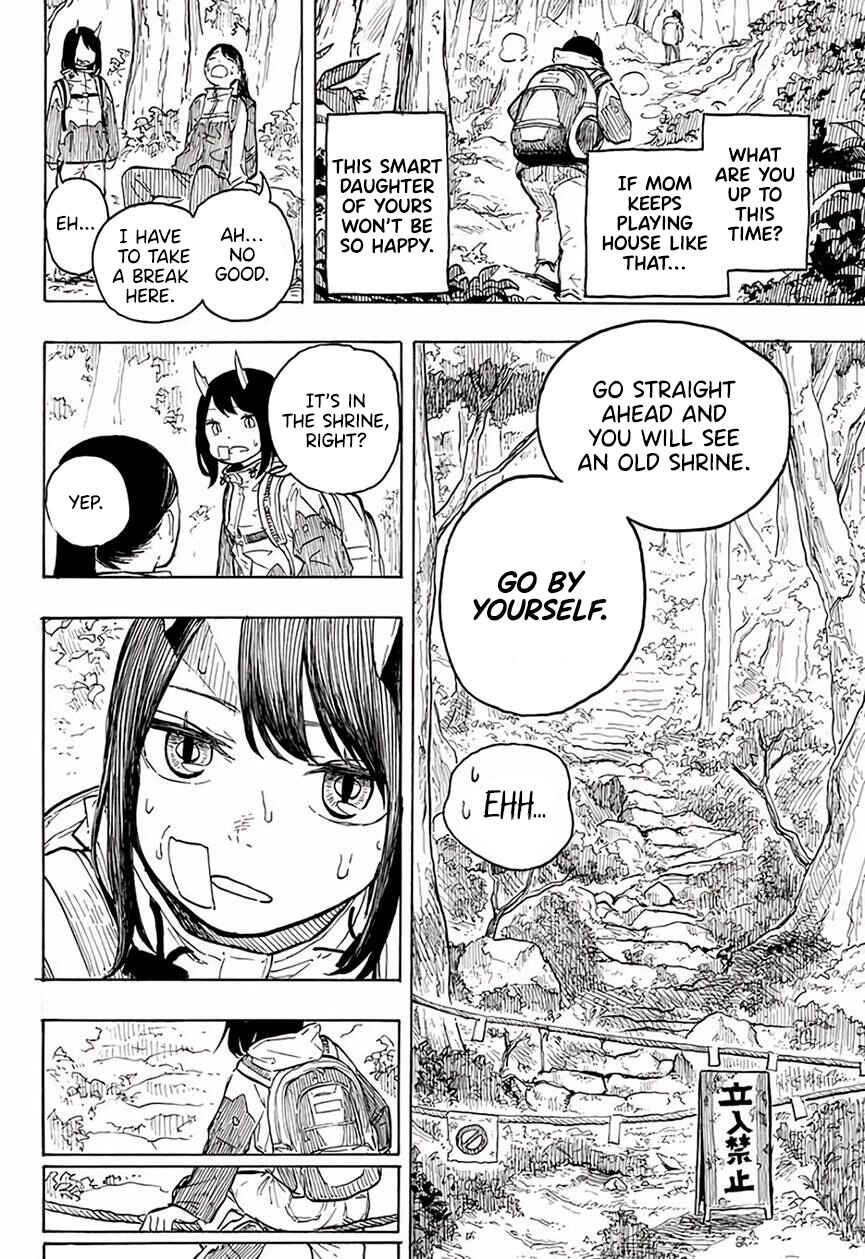 WHAT
ARE YOU
UP TO
THIS
TIME?
IF MOM
KEEPS
PLAYING
HOUSE LIKE
THAT...
THIS SMART
DAUGHTER
OF YOURS
WON'T BE
SO HAPPY.
AH...
NO
GOOD.
I HAVE
TO TAKE
A BREAK
HERE.
EH...
GO STRAIGHT
AHEAD AND
YOU WILL SEE
AN OLD SHRINE.
GO BY
YOURSELF.
EHH...
立入禁止
IT'S IN
THE SHRINE,
RIGHT?
YEP.